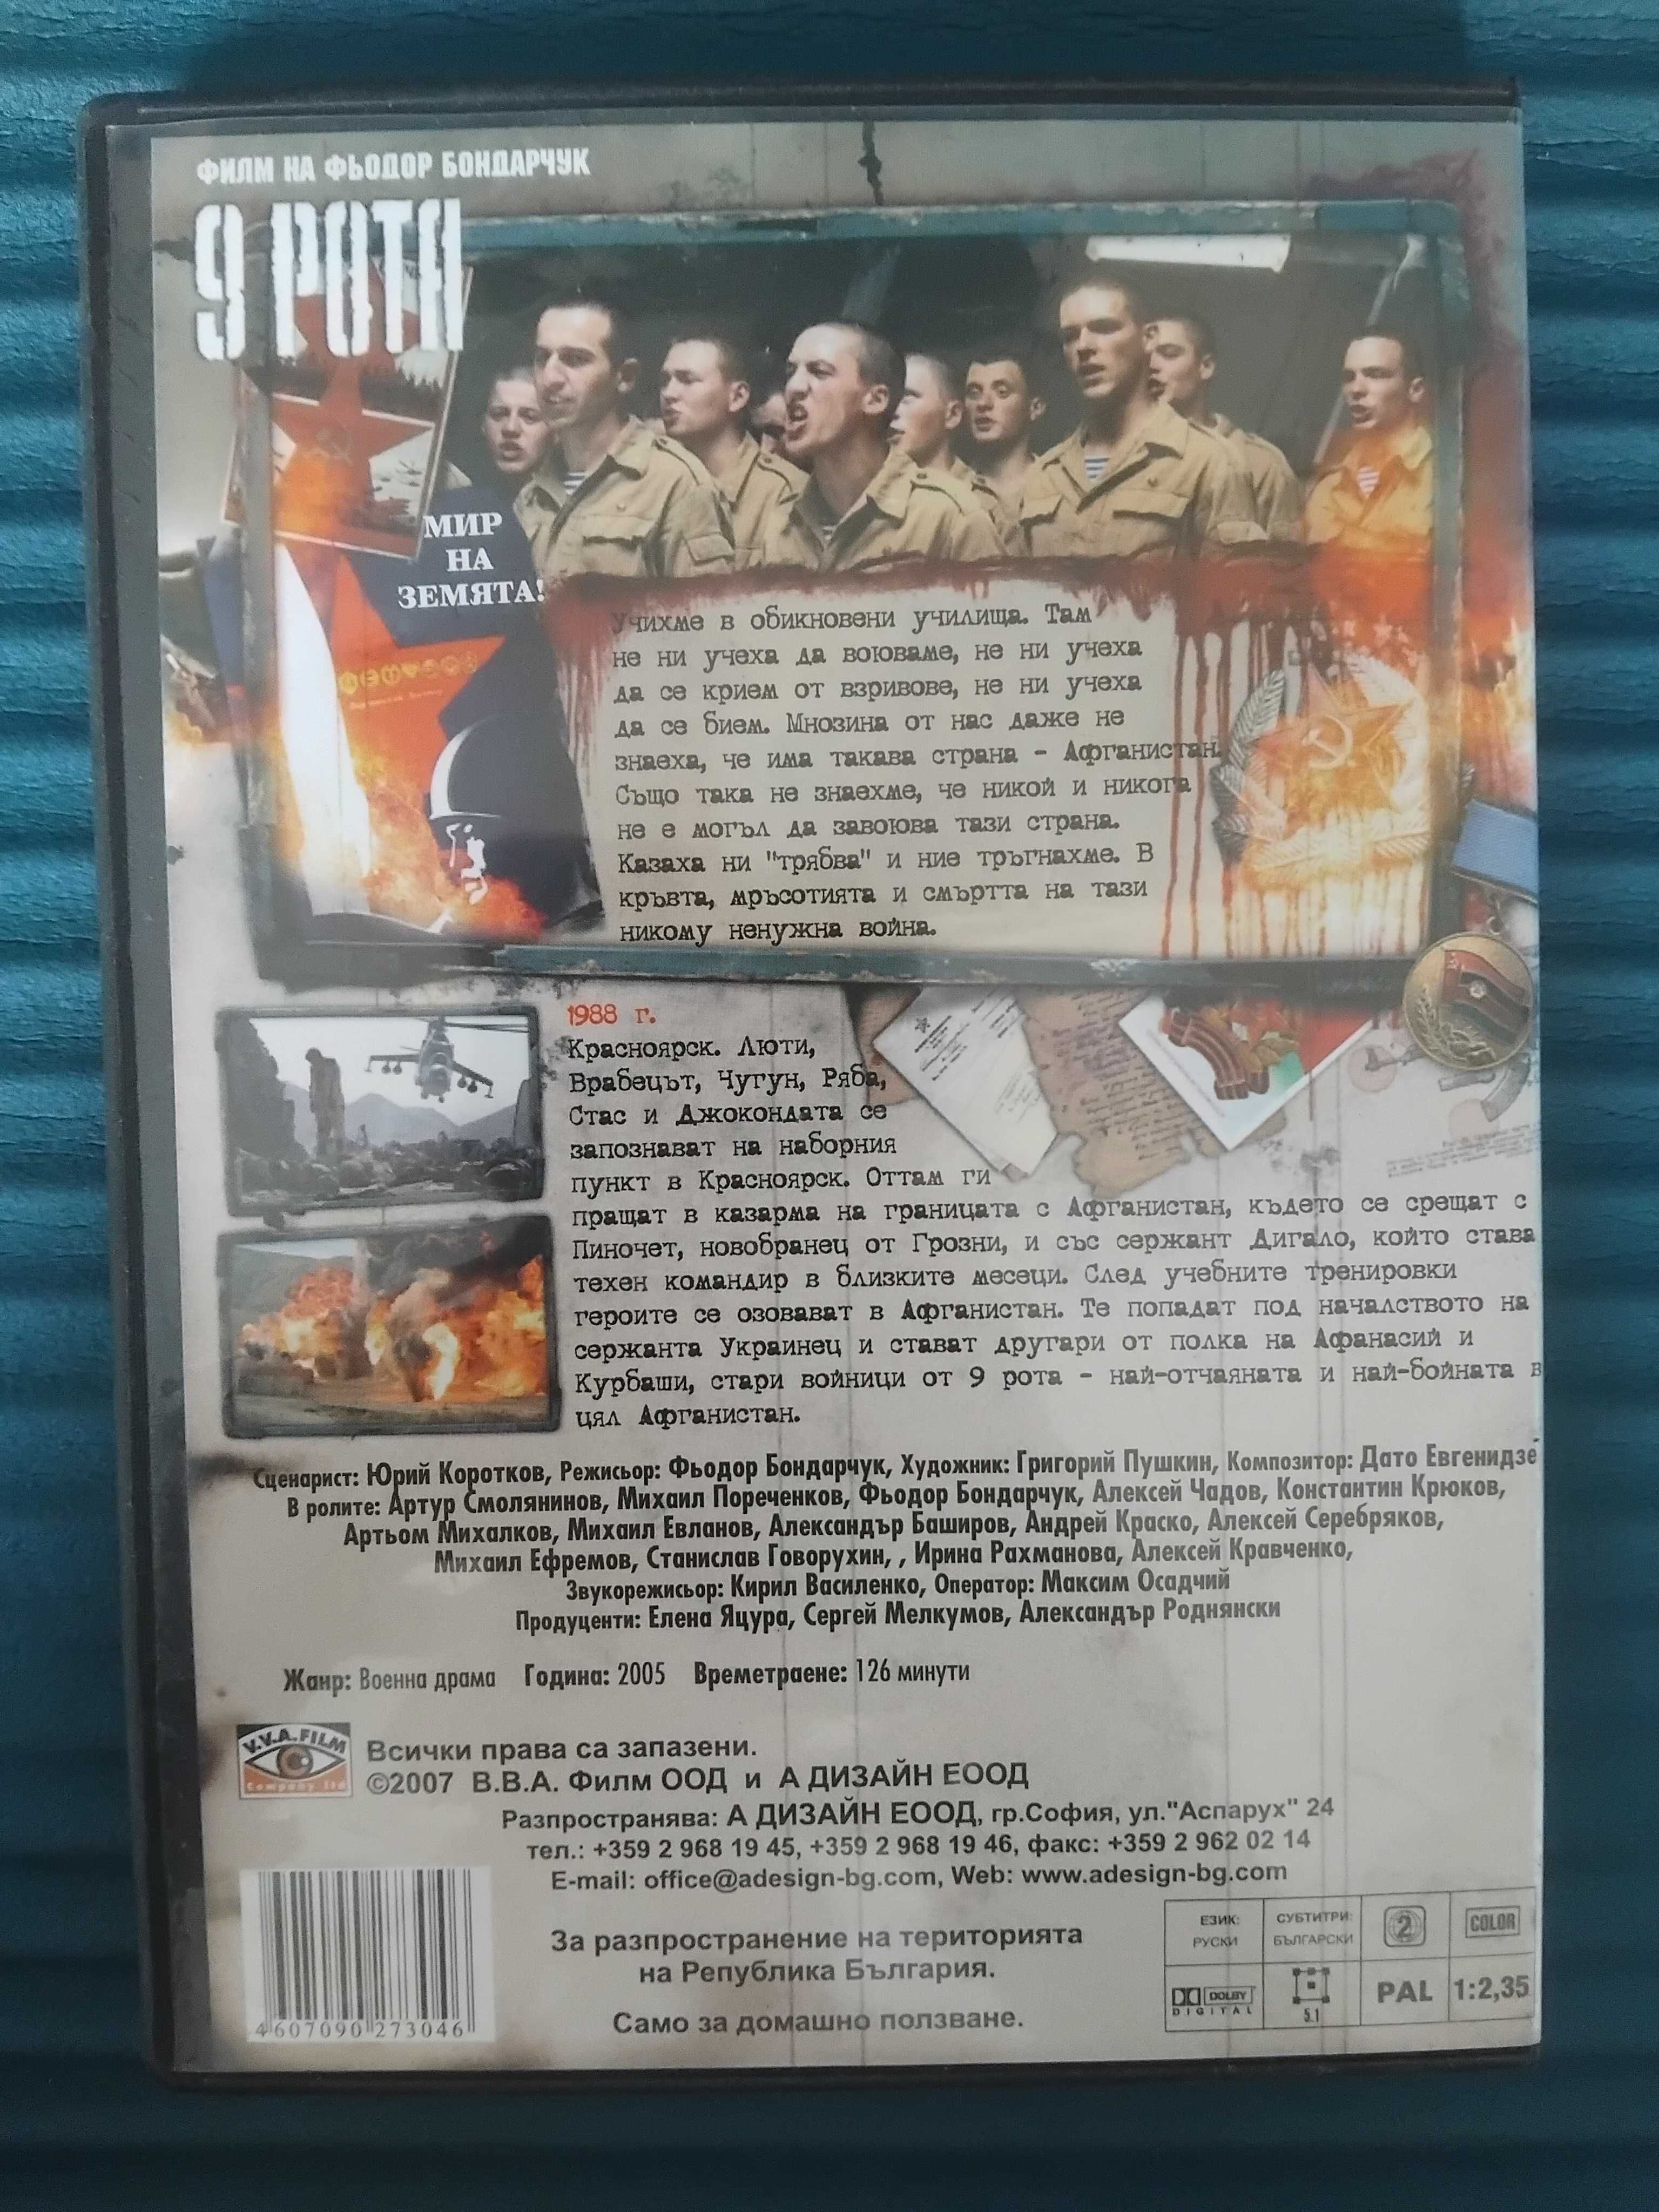 ФИЛМ НА ФЬОДОР БОНДАРЧУК
9 РОТА
МИР
НА
ЗЕМЯТА!
Учихме в обикновени училища. Там
не ни учеха да воюваме, не ни учеха
да се крием от взривове, не ни учеха
да се бием. Мнозина от нас даже не
знаеха, че има такава страна - Афганистан.
Също така не знаехме, че никой и никога
не е могъл да завоюва тази страна.
Казаха ни "трябва" и ние тръгнахме. В
кръвта, мръсотията и смъртта на тази
никому ненужна война.
1988 г.
Красноярск. Люти,
Врабецът, Чугун, Ряба,
Стас и Джокондата се
запознават на наборния
пункт в Красноярск. Оттам ги
пращат в казарма на границата с Афганистан, където се срещат с
Пиночет, новобранец от Грозни, и със сержант Дигало, който става
техен командир в близките месеци. След учебните тренировки
героите се озовават в Афганистан. Те попадат под началството на
сержанта Украинец и стават другари от полка на Афанасий и
Курбаши, стари войници от 9 рота - най-отчаяната и най-бойната в
цял Афганистан.
Сценарист: Юрий Коротков, Режисьор: Фьодор Бондарчук, Художник: Григорий Пушкин, Композитор: Дато Евгенидзе
В ролите: Артур Смолянинов, Михаил Пореченков, Фьодор Бондарчук, Алексей Чадов, Константин Крюков,
Артьом Михалков, Михаил Евланов, Александър Баширов, Андрей Краско, Алексей Серебряков,
Михаил Ефремов, Станислав Говорухин, , Ирина Рахманова, Алексей Кравченко,
Звукорежисьор: Кирил Василенко, Оператор: Максим Осадчий
Продуценти: Елена Яцура, Сергей Мелкумов, Александър Роднянски
Жанр: Военна драма Година: 2005 Времетраене: 126 минути
V.V.A.FILM
Company ltd
Всички права са запазени.
©2007 В.В.А. Филм ООД и А ДИЗАЙН ЕООД
Разпространява: А ДИЗАЙН ЕООД, гр.София, ул."Аспарух" 24
тел.: +359 2 968 19 45, +359 2 968 19 46, факс: +359 2 962 02 14
E-mail: office@adesign-bg.com, Web: www.adesign-bg.com
За разпространение на територията
на Република България.
Само за домашно ползване.
4 607090 273046
ЕЗИК:
РУСКИ
СУБТИТРИ:
БЪЛГАРСКИ
2
COLOR
DOLBY
DIGITAL
5.1
PAL
1:2,35